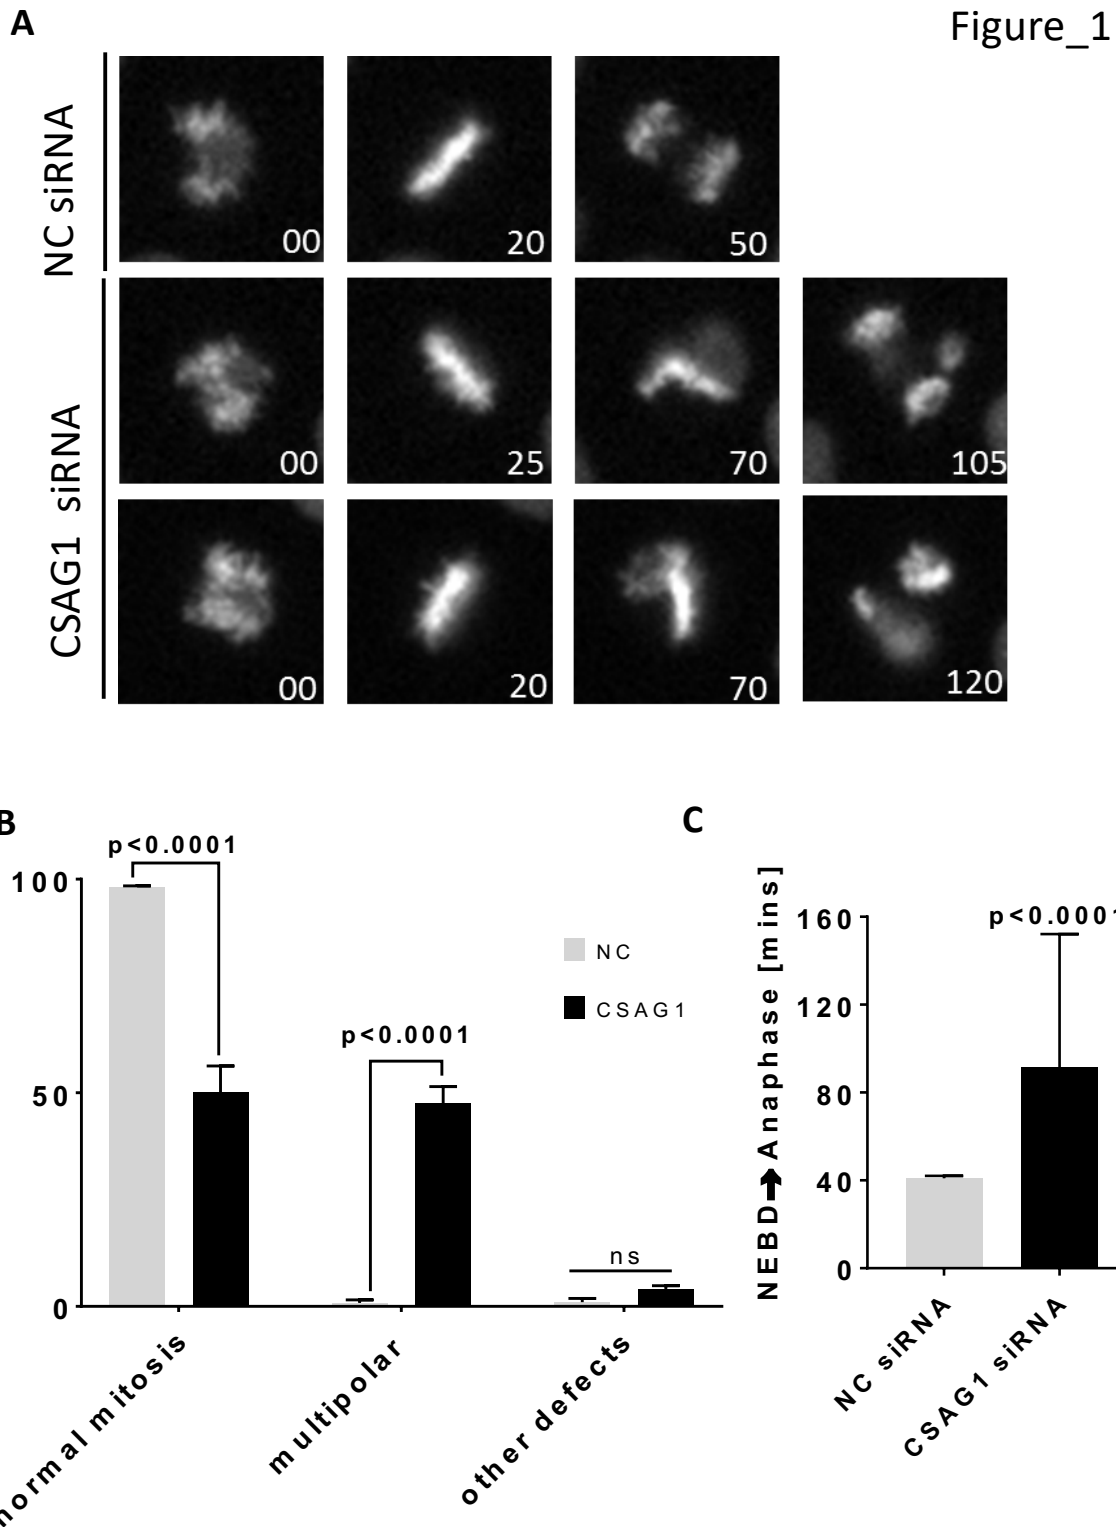 A
Figure_1
NC siRNA
00
20
50
CSAG1 siRNA
00
25
70
105
00
20
70
120
B
p<0.0001
100
50
0
p<0.0001
ns
NC
CSAG1
normal mitosis
multipolar
other defects
C
NEBD➔Anaphase [mins]
p<0.0001
160
120
80
40
0
NC siRNA
CSAG1 siRNA